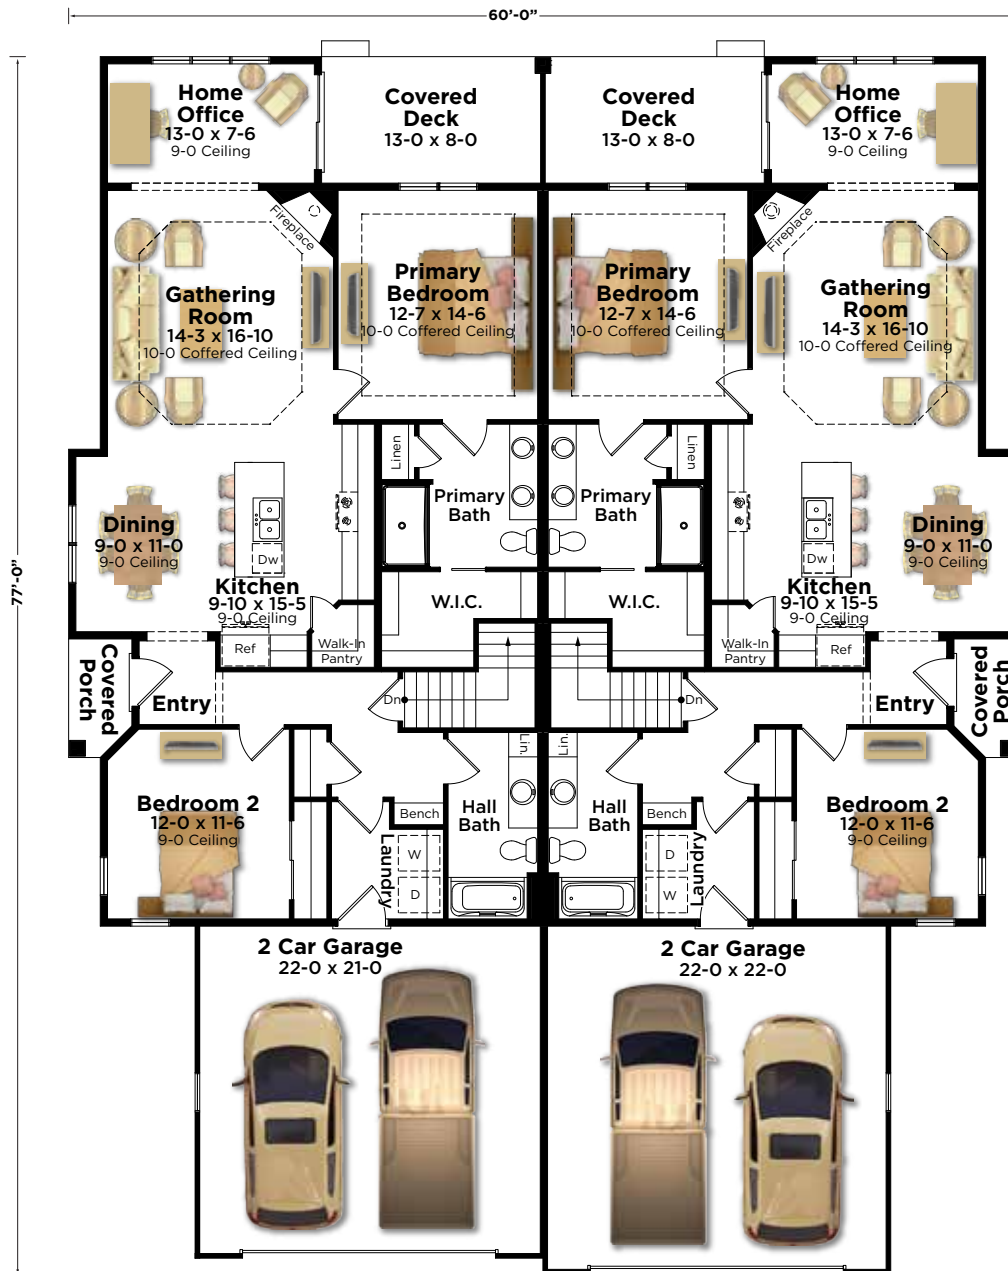 60'-0"
77'-0"
Home
Office
13-0 x 7-6
9-0 Ceiling
Covered
Deck
13-0 x 8-0
Covered
Deck
13-0 x 8-0
Home
Office
13-0 x 7-6
9-0 Ceiling
Fireplace
Gathering
Room
14-3 x 16-10
10-0 Coffered Ceiling
Primary
Bedroom
12-7 x 14-6
10-0 Coffered Ceiling
Primary
Bedroom
12-7 x 14-6
10-0 Coffered Ceiling
Fireplace
Gathering
Room
14-3 x 16-10
10-0 Coffered Ceiling
Linen
Primary
Bath
Primary
Bath
Linen
Dining
9-0 x 11-0
9-0 Ceiling
Dw
Kitchen
9-10 x 15-5
9-0 Ceiling
Ref
Walk-In
Pantry
W.I.C.
W.I.C.
Walk-In
Pantry
Dw
Kitchen
9-10 x 15-5
9-0 Ceiling
Ref
Dining
9-0 x 11-0
9-0 Ceiling
Covered
Porch
Entry
Dn
Dn
Entry
Covered
Porch
Bedroom 2
12-0 x 11-6
9-0 Ceiling
Bench
Laundry
W
D
Hall
Bath
Lin.
Lin.
Hall
Bath
Bench
D
W
Laundry
Bedroom 2
12-0 x 11-6
9-0 Ceiling
2 Car Garage
22-0 x 21-0
2 Car Garage
22-0 x 22-0